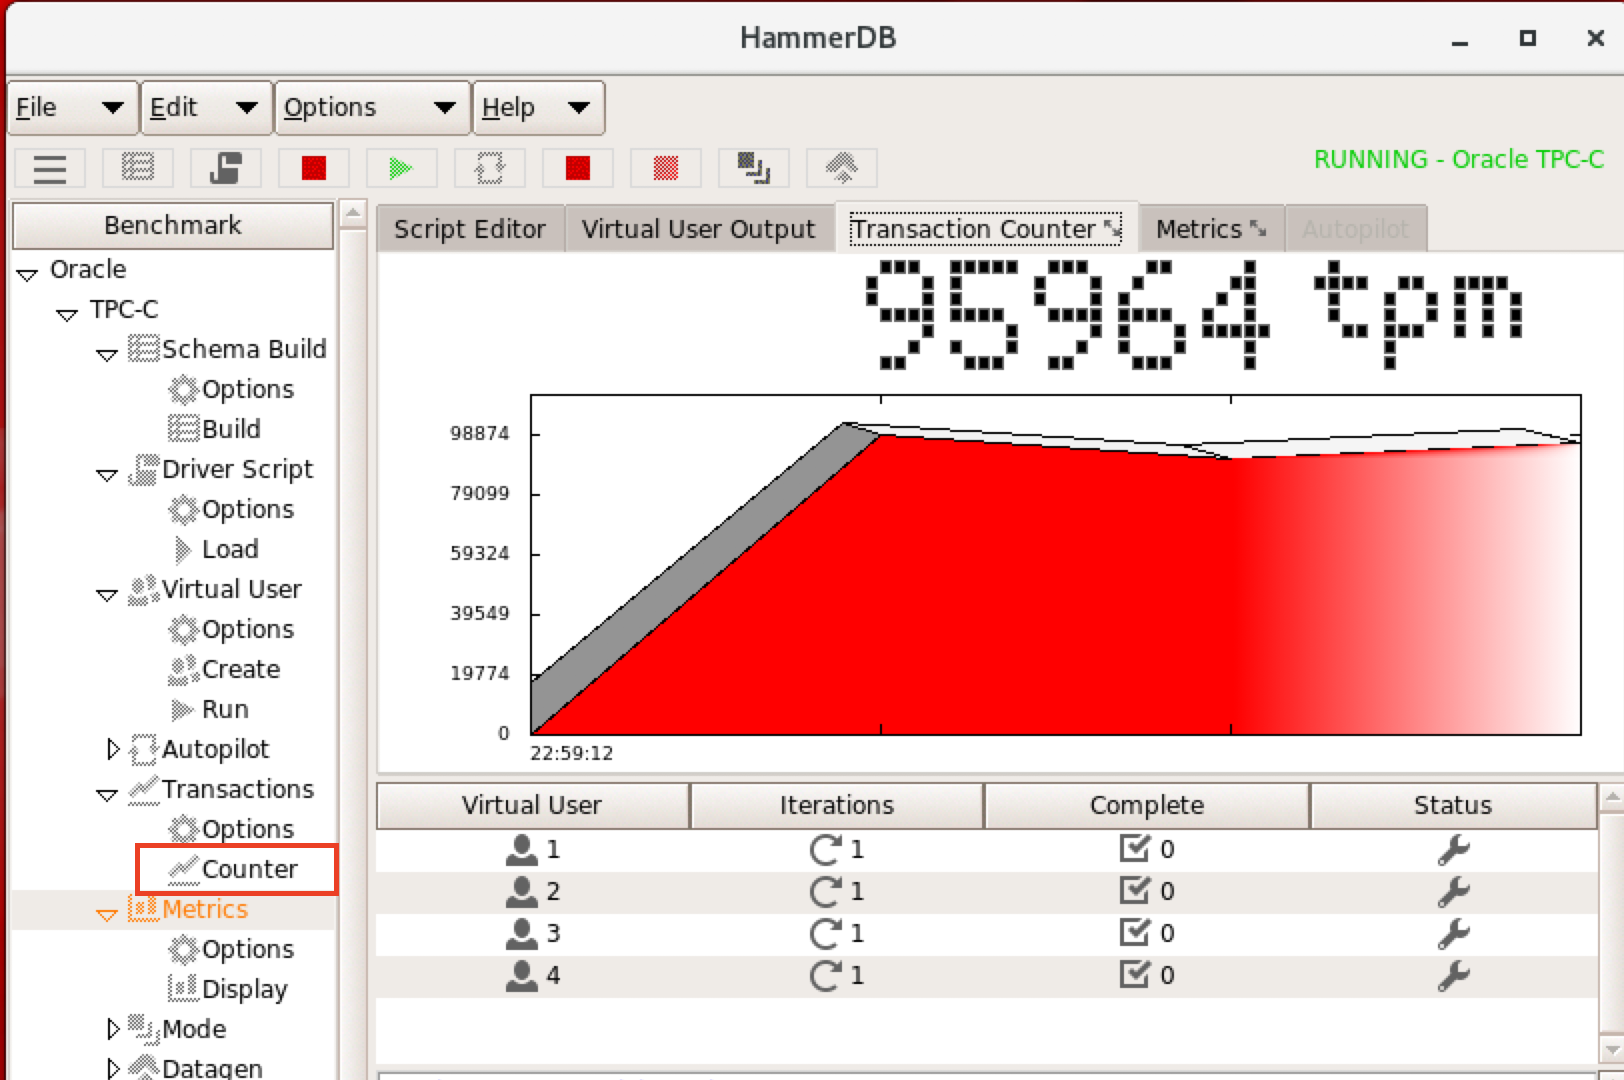 HammerDB
File Edit Options Help
RUNNING - Oracle TPC-C
Benchmark
Oracle
TPC-C
Schema Build
Options
Build
Driver Script
Options
Load
Virtual User
Options
Create
Run
Autopilot
Transactions
Options
Counter
Metrics
Options
Display
Mode
Datagen
Script Editor Virtual User Output Transaction Counter Metrics Autopilot
95964 tpm
98874
79099
59324
39549
19774
0
22:59:12
Virtual User Iterations Complete Status
1 1 0
2 1 0
3 1 0
4 1 0